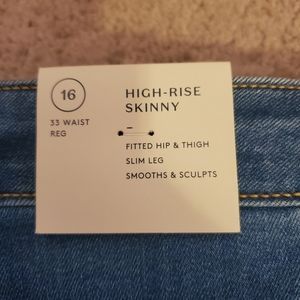 16
33 WAIST
REG
HIGH-RISE
SKINNY
–
FITTED HIP & THIGH
SLIM LEG
SMOOTHS & SCULPTS